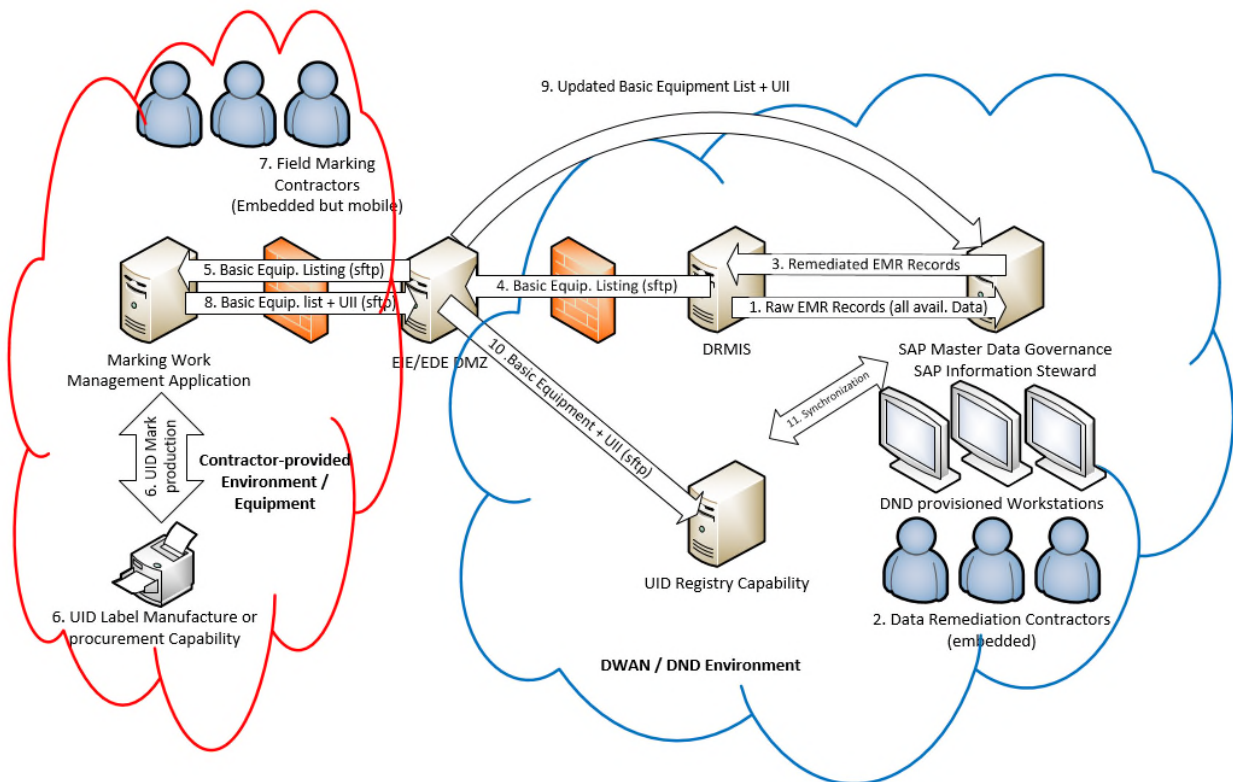 9. Updated Basic Equipment List + UII
7. Field Marking
Contractors
(Embedded but mobile)
5. Basic Equip. Listing (sftp)
8. Basic Equip. list + UII (sftp)
4. Basic Equip. Listing (sftp)
3. Remediated EMR Records
1. Raw EMR Records (all avail. Data)
Marking Work
Management Application
EIE/EDE DMZ
DRMIS
SAP Master Data Governance
SAP Information Steward
10 .Basic Equipment + UII (sftp)
11. Synchronization
6. UID Mark
production
Contractor-provided
Environment /
Equipment
DND provisioned Workstations
UID Registry Capability
6. UID Label Manufacture or
procurement Capability
2. Data Remediation Contractors
(embedded)
DWAN / DND Environment